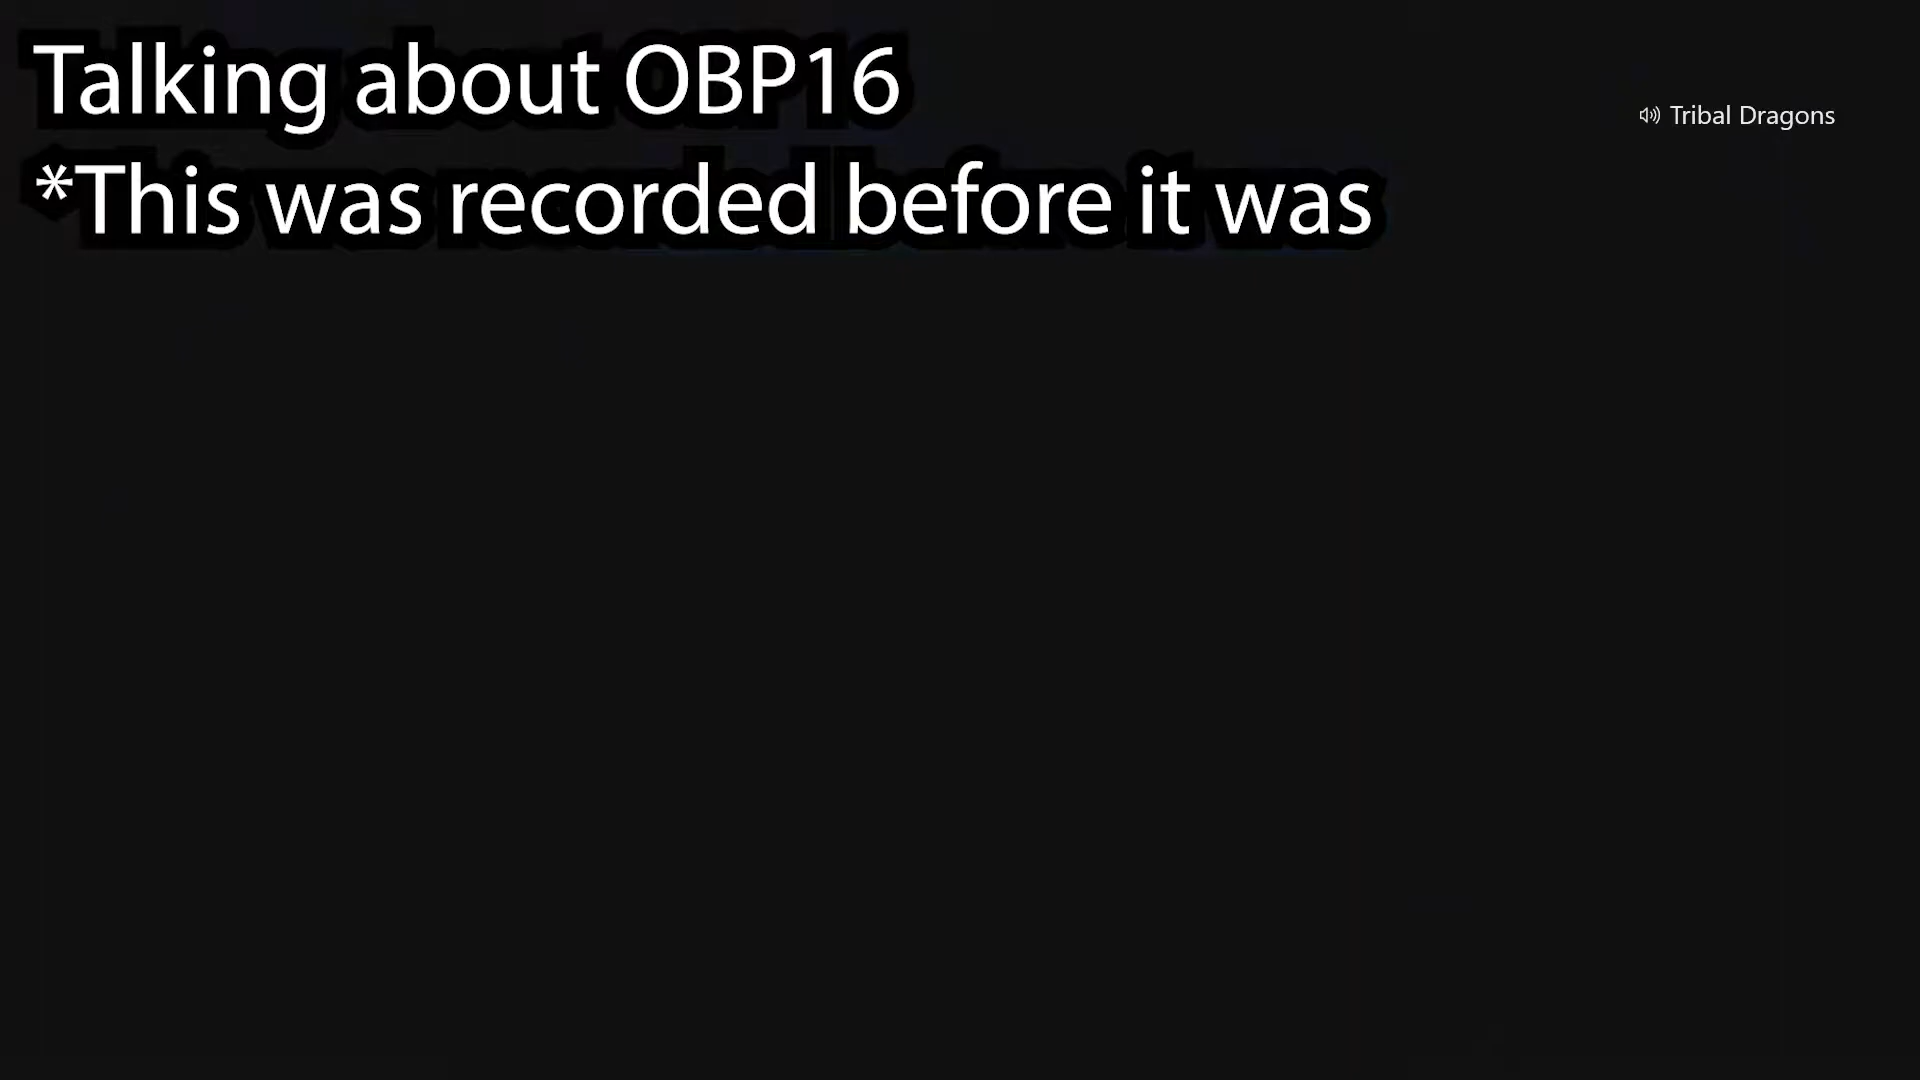 Talking about OBP16
Tribal Dragons
*This was recorded before it was